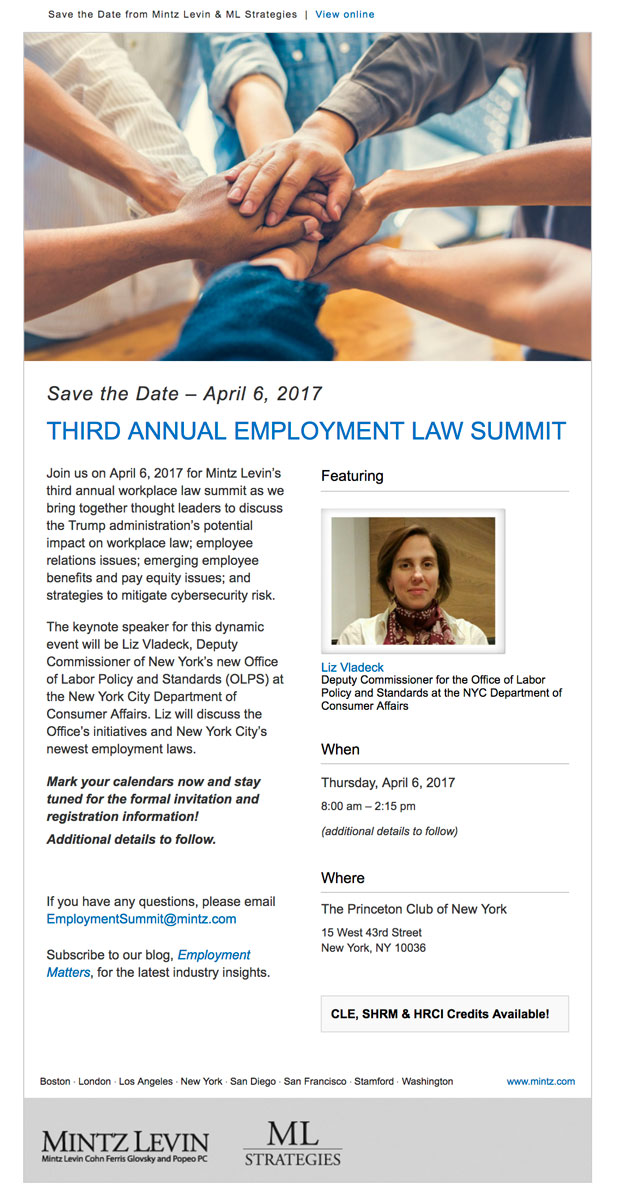 Save the Date from Mintz Levin & ML Strategies | View online
Save the Date – April 6, 2017
THIRD ANNUAL EMPLOYMENT LAW SUMMIT
Join us on April 6, 2017 for Mintz Levin's
third annual workplace law summit as we
bring together thought leaders to discuss
the Trump administration's potential
impact on workplace law; employee
relations issues; emerging employee
benefits and pay equity issues; and
strategies to mitigate cybersecurity risk.
The keynote speaker for this dynamic
event will be Liz Vladeck, Deputy
Commissioner of New York's new Office
of Labor Policy and Standards (OLPS) at
the New York City Department of
Consumer Affairs. Liz will discuss the
Office's initiatives and New York City's
newest employment laws.
Mark your calendars now and stay
tuned for the formal invitation and
registration information!
Additional details to follow.
If you have any questions, please email
EmploymentSummit@mintz.com
Subscribe to our blog, Employment
Matters, for the latest industry insights.
Featuring
Liz Vladeck
Deputy Commissioner for the Office of Labor
Policy and Standards at the NYC Department of
Consumer Affairs
When
Thursday, April 6, 2017
8:00 am – 2:15 pm
(additional details to follow)
Where
The Princeton Club of New York
15 West 43rd Street
New York, NY 10036
CLE, SHRM & HRCI Credits Available!
Boston · London · Los Angeles · New York · San Diego · San Francisco · Stamford · Washington
www.mintz.com
MINTZ LEVIN
Mintz Levin Cohn Ferris Glovsky and Popeo PC
ML
STRATEGIES